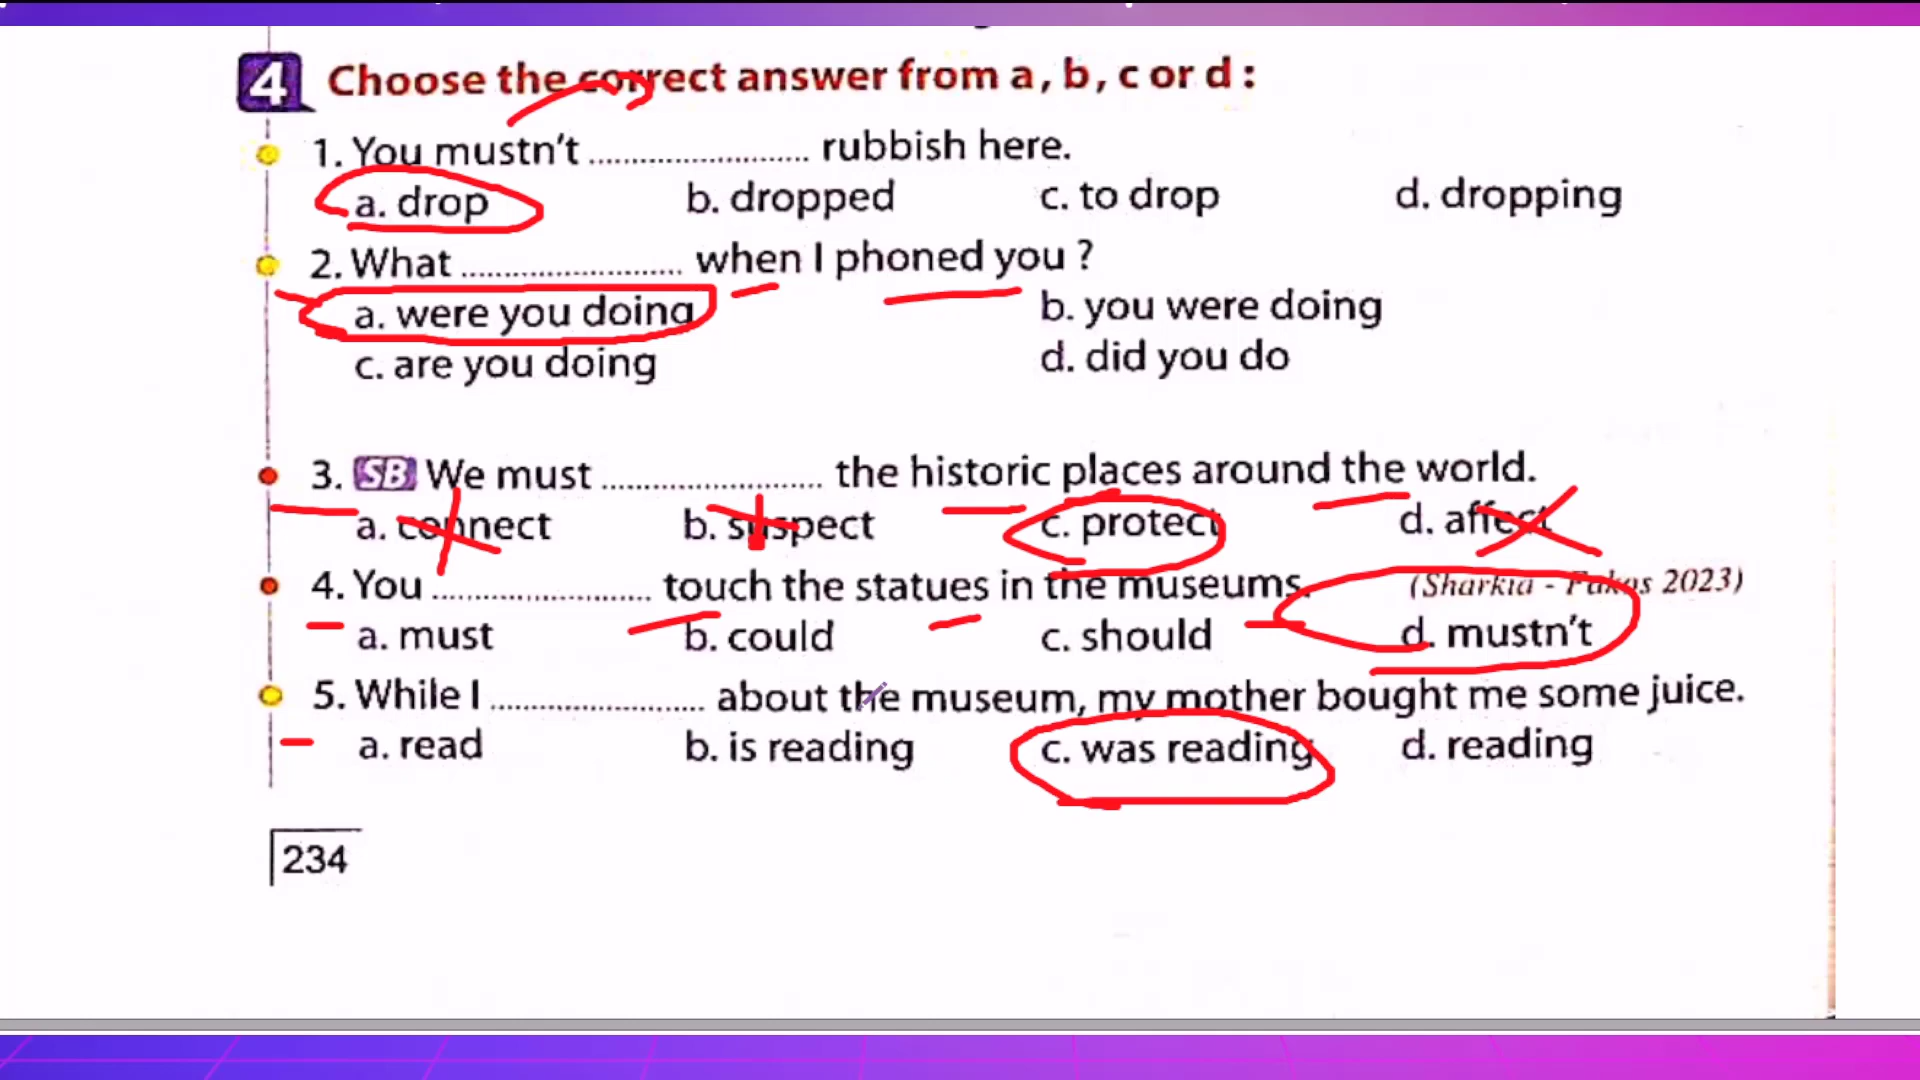 4 Choose the correct answer from a, b, c or d :
1. You mustn't .......................... rubbish here.
a. drop b. dropped c. to drop d. dropping
2. What .......................... when I phoned you ?
a. were you doing b. you were doing
c. are you doing d. did you do
3. SB We must .......................... the historic places around the world.
a. connect b. suspect c. protect d. affect
4. You .......................... touch the statues in the museums. (Sharkia - Fakos 2023)
a. must b. could c. should d. mustn't
5. While I .......................... about the museum, my mother bought me some juice.
a. read b. is reading c. was reading d. reading
234